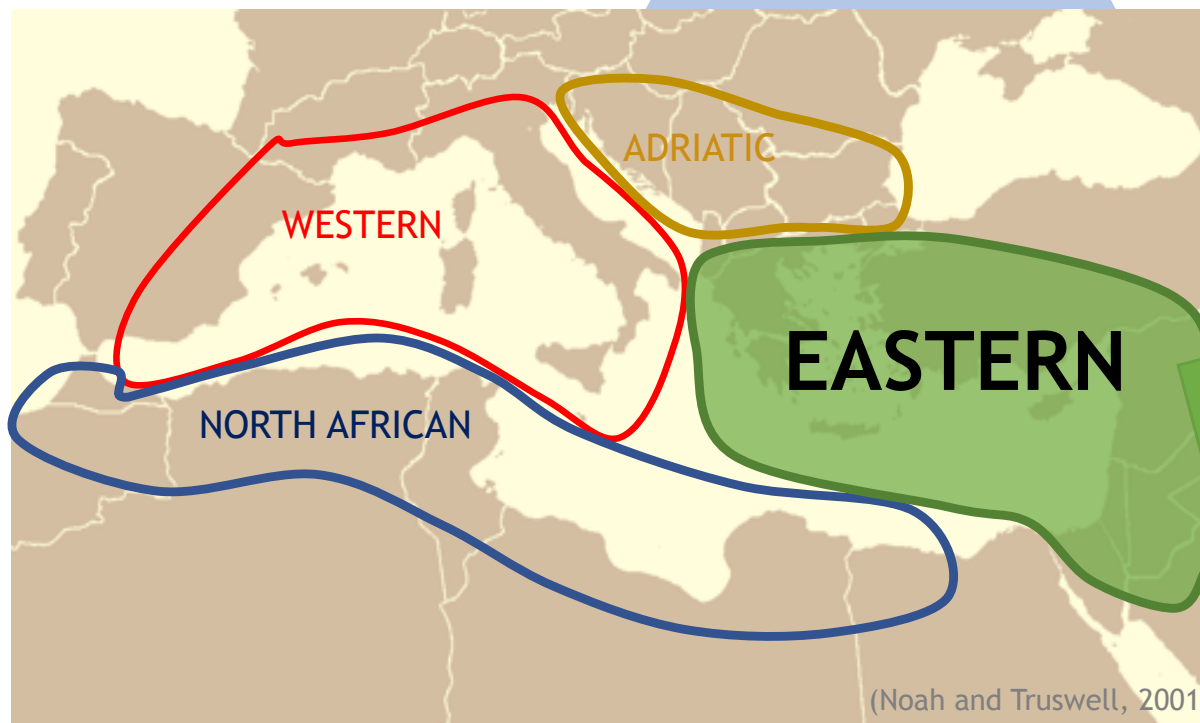 ADRIATIC
WESTERN
EASTERN
NORTH AFRICAN
(Noah and Truswell, 2001